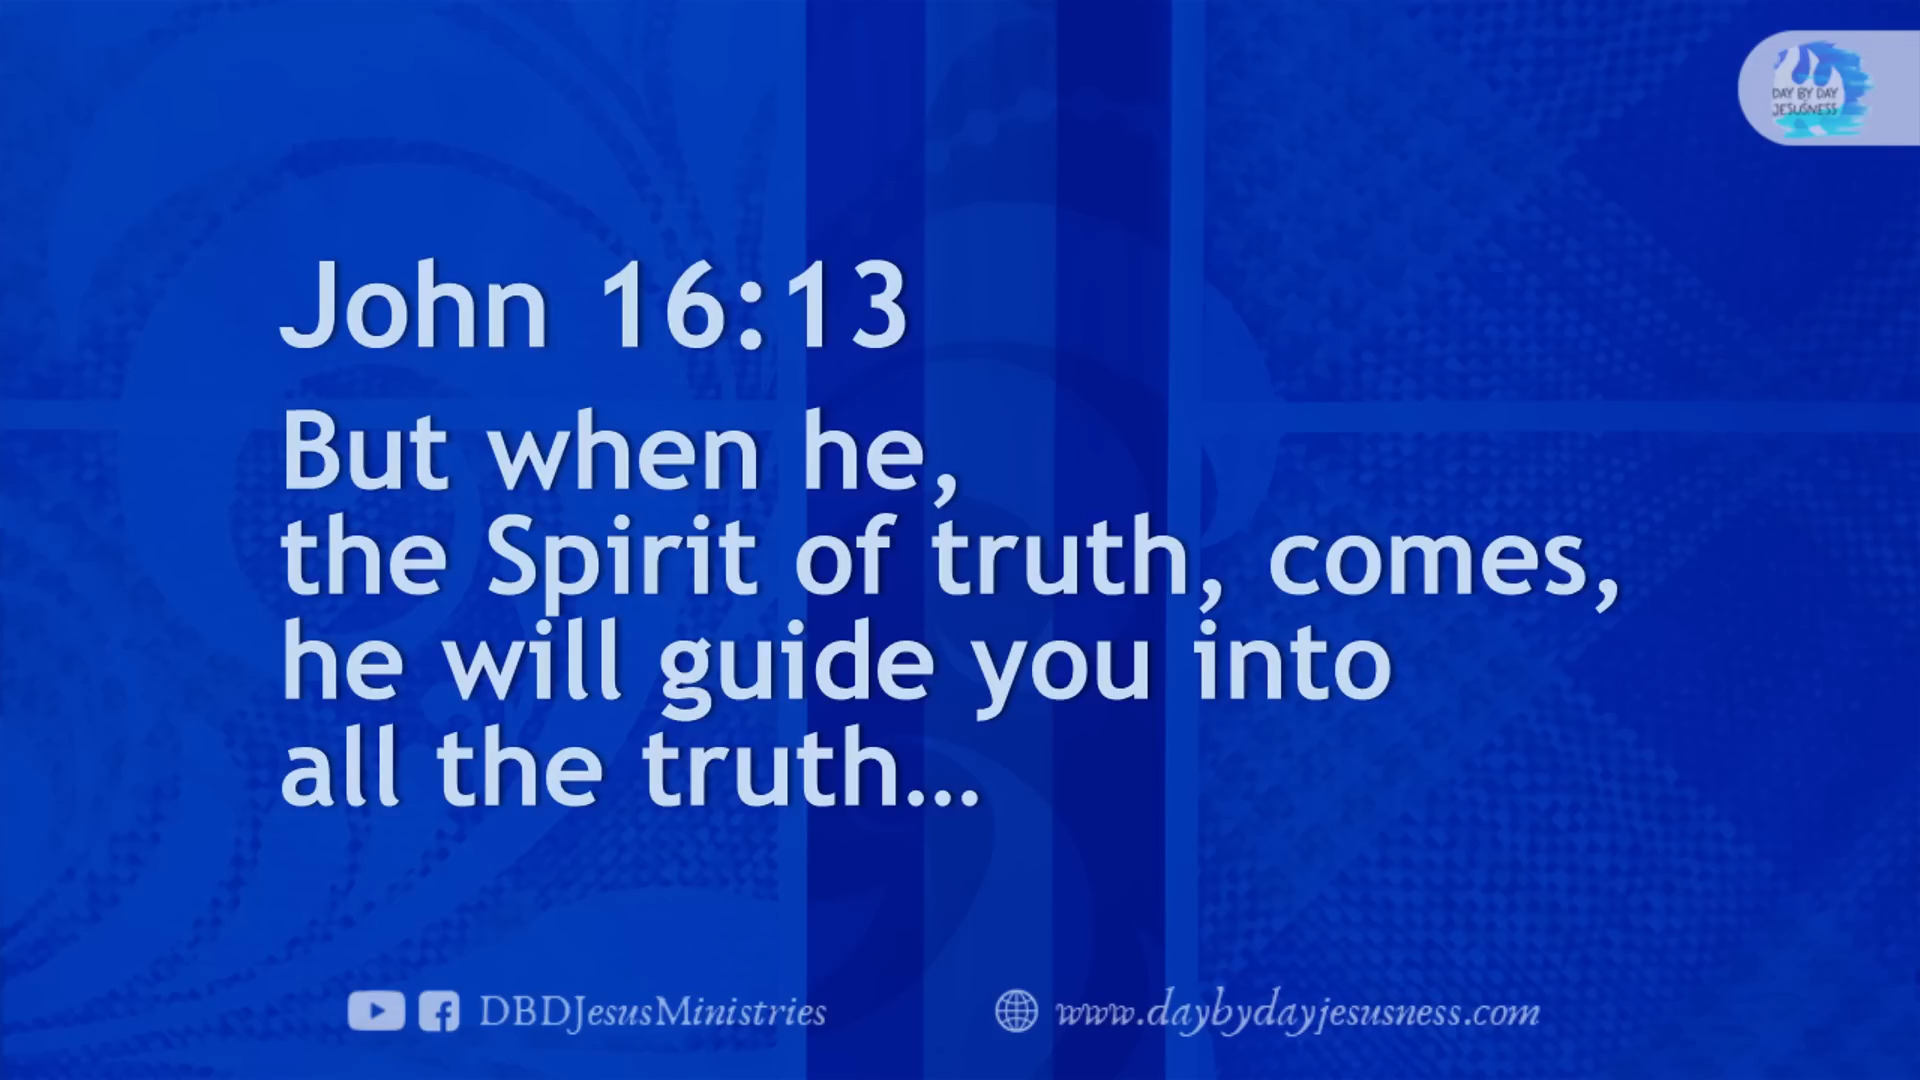 DAY BY DAY
JESUSNESS
John 16:13
But when he,
the Spirit of truth, comes,
he will guide you into
all the truth...
DBDJesusMinistries
www.daybydayjesusness.com